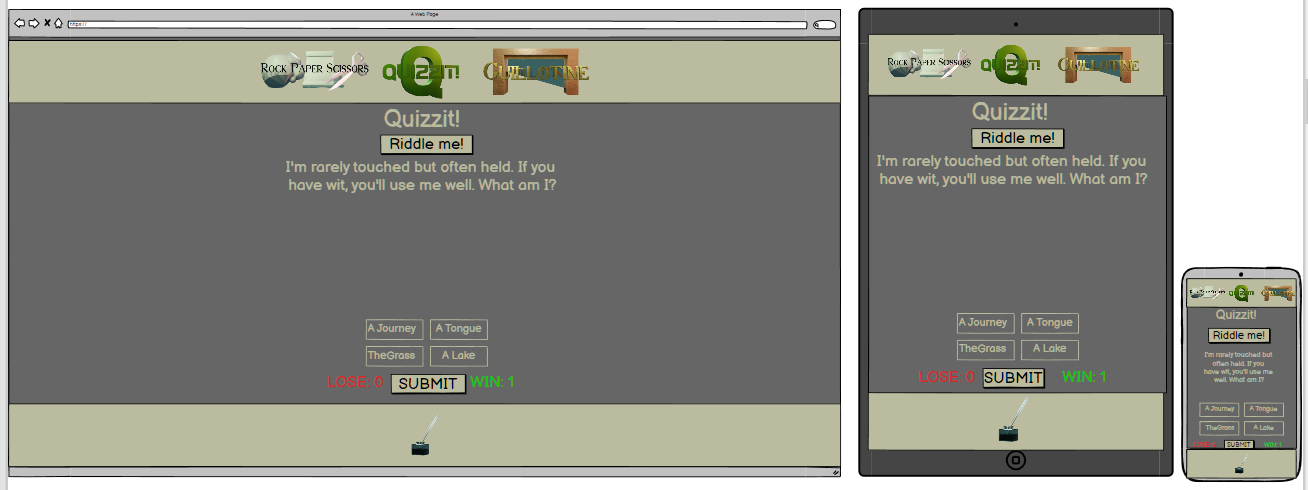 A Web Page
https://
ROCK PAPER SCISSORS
QUIZZIT!
GUILLOTINE
Quizzit!
Riddle me!
I'm rarely touched but often held. If you
have wit, you'll use me well. What am I?
A Journey
A Tongue
TheGrass
A Lake
LOSE: 0
SUBMIT
WIN: 1
ROCK PAPER SCISSORS
QUIZZIT!
GUILLOTINE
Quizzit!
Riddle me!
I'm rarely touched but often held. If you
have wit, you'll use me well. What am I?
A Journey
A Tongue
TheGrass
A Lake
LOSE: 0
SUBMIT
WIN: 1
Quizzit!
Riddle me!
I'm rarely touched but
often held. If you
have wit, you'll use me
well. What am I?
A Journey
A Tongue
TheGrass
A Lake
SUBMIT
WIN: 1